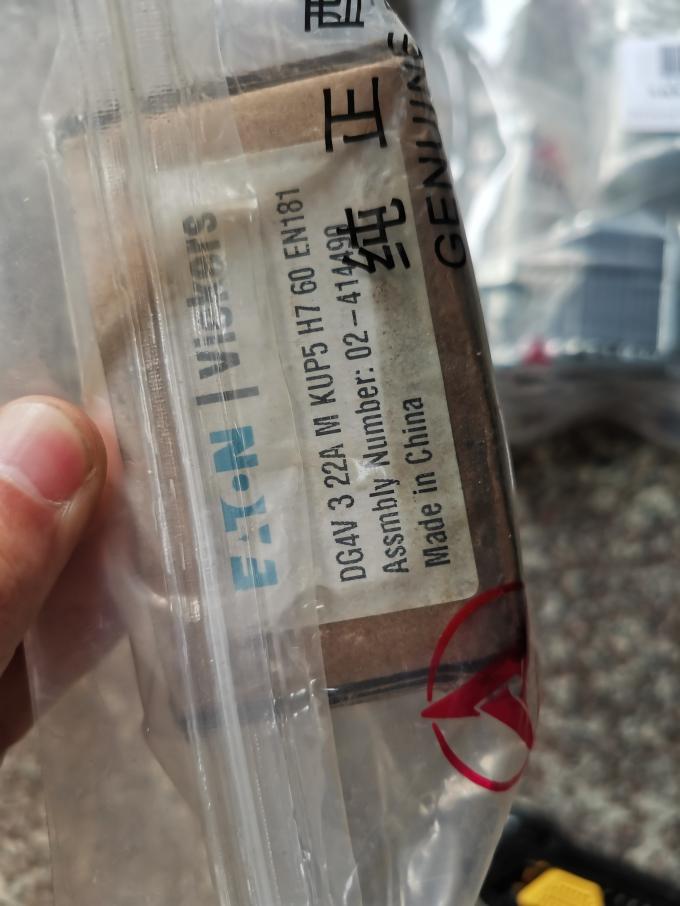 EATON | Vickers
DG4V 3 22A M KUP5 H7 60 EN181
Assmbly Number: 02–414499
Made in China
纯 正
GENUINE